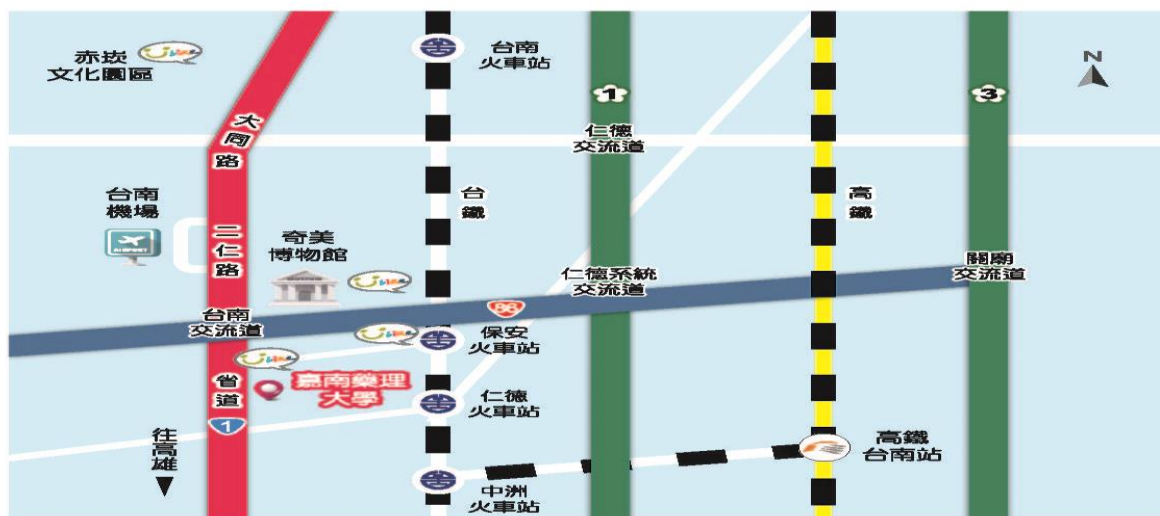 赤崁
文化園區
台南
火車站
N
1
3
大同路
仁德
交流道
台南
機場
AIRPORT
台鐵
高鐵
二仁路
奇美
博物館
仁德系統
交流道
關廟
交流道
86
台南
交流道
保安
火車站
省道
嘉南藥理
大學
仁德
火車站
1
往高雄
高鐵
台南站
中洲
火車站